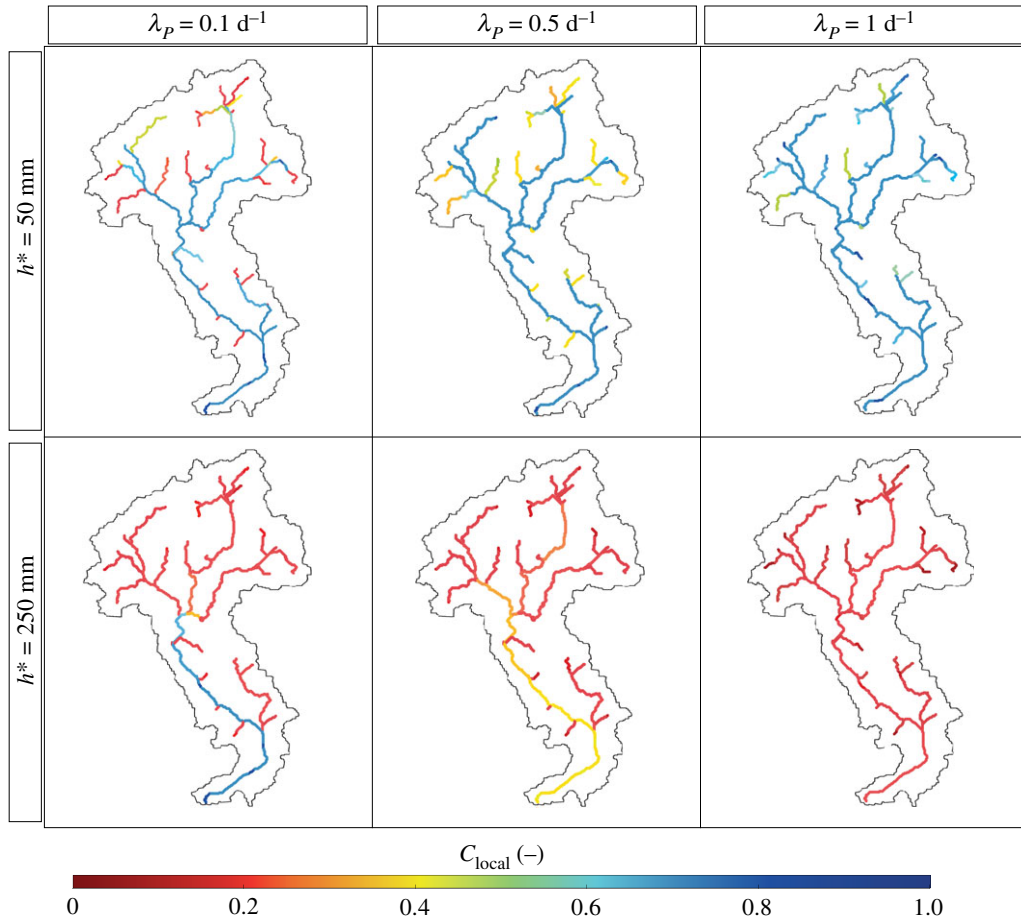 λP = 0.1 d–1
λP = 0.5 d–1
λP = 1 d–1
h* = 50 mm
h* = 250 mm
Clocal (–)
0 0.2 0.4 0.6 0.8 1.0